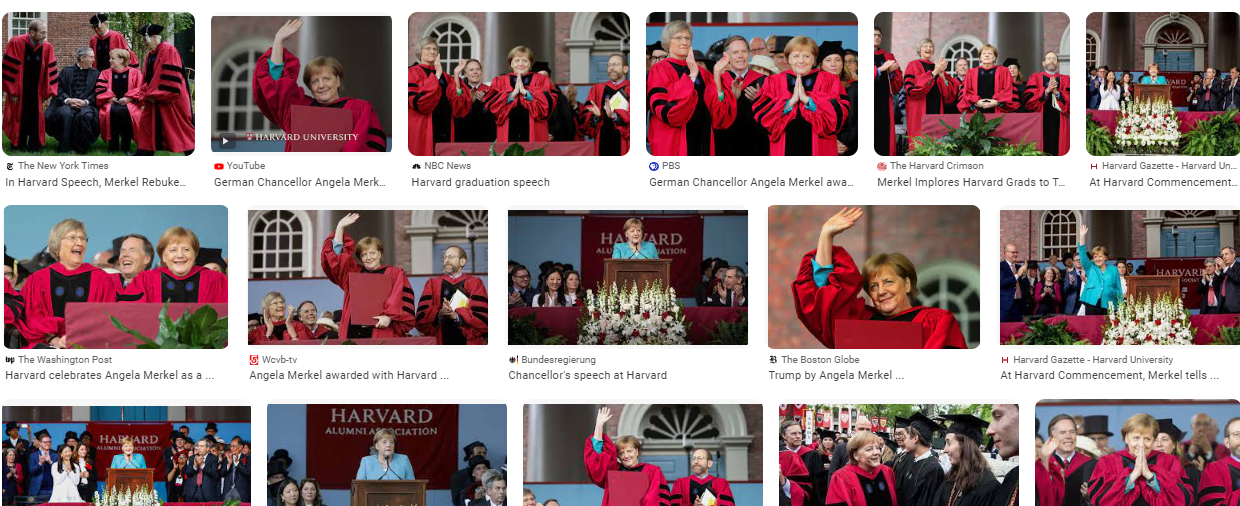 HARVARD UNIVERSITY
HARVARD
The New York Times
YouTube
NBC News
PBS
The Harvard Crimson
Harvard Gazette - Harvard Un...
In Harvard Speech, Merkel Rebuke...
German Chancellor Angela Merk...
Harvard graduation speech
German Chancellor Angela Merkel awa...
Merkel Implores Harvard Grads to T...
At Harvard Commencement...
HARVARD
ALUMNI ASSOCIATION
HARVARD
The Washington Post
Wcvb-tv
Bundesregierung
The Boston Globe
Harvard Gazette - Harvard University
Harvard celebrates Angela Merkel as a ...
Angela Merkel awarded with Harvard ...
Chancellor's speech at Harvard
Trump by Angela Merkel ...
At Harvard Commencement, Merkel tells ...
HARVARD
ALUMNI ASSOCIATION
HARVARD
ALUMNI ASSOCIATION